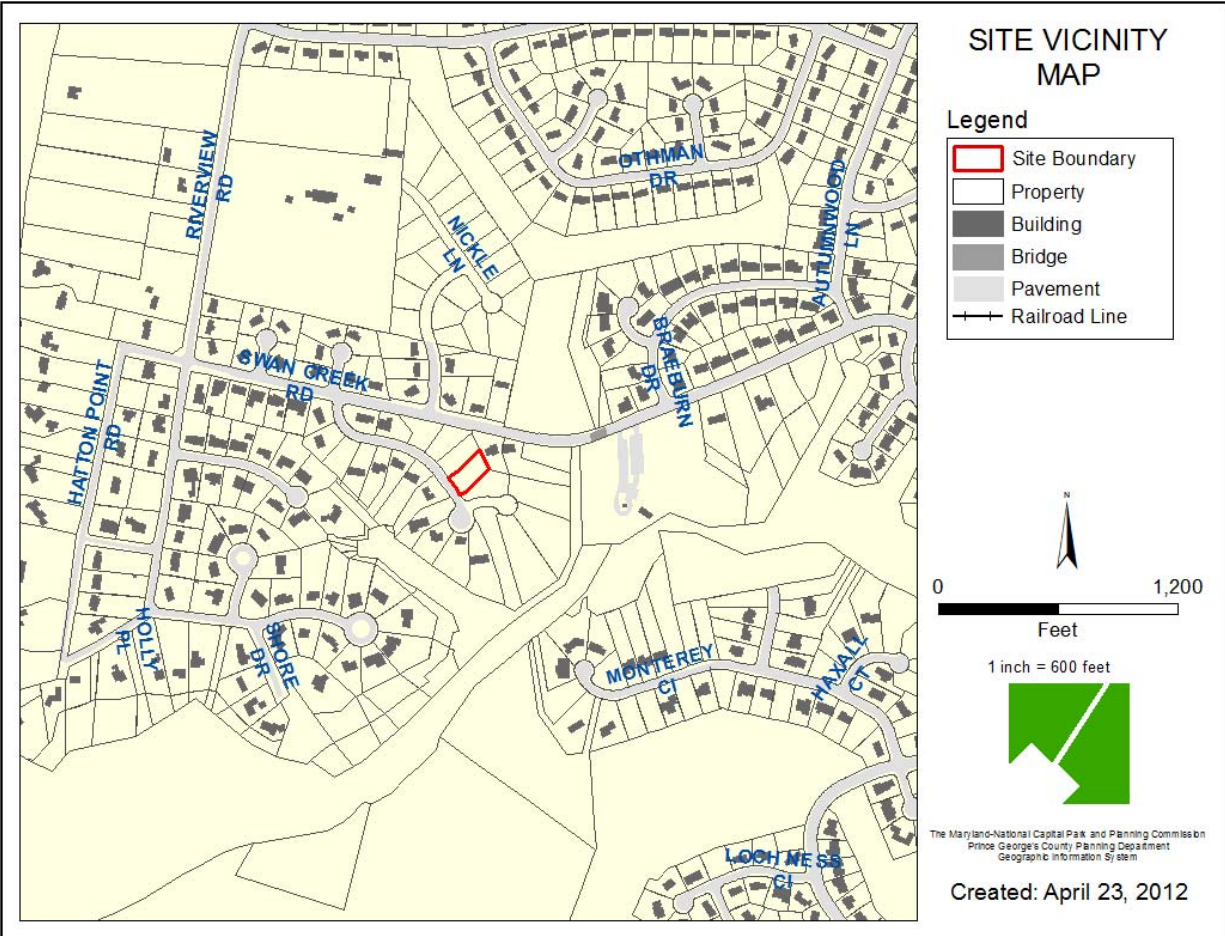 SITE VICINITY
MAP
Legend
Site Boundary
Property
Building
Bridge
Pavement
Railroad Line
N
0 1,200
Feet
1 inch = 600 feet
The Maryland-National Capital Park and Planning Commission
Prince George's County Planning Department
Geographic Information System
Created: April 23, 2012
RIVERVIEW
RD
OTHMAN
DR
AUTUMNWOOD
LN
NICKLE
LN
SWAN CREEK
RD
BRAEBURN
DR
HATTON POINT
RD
HOLLY
PL
SHORE
DR
MONTEREY
CI
HAXALL
CT
LOCH NESS
CI